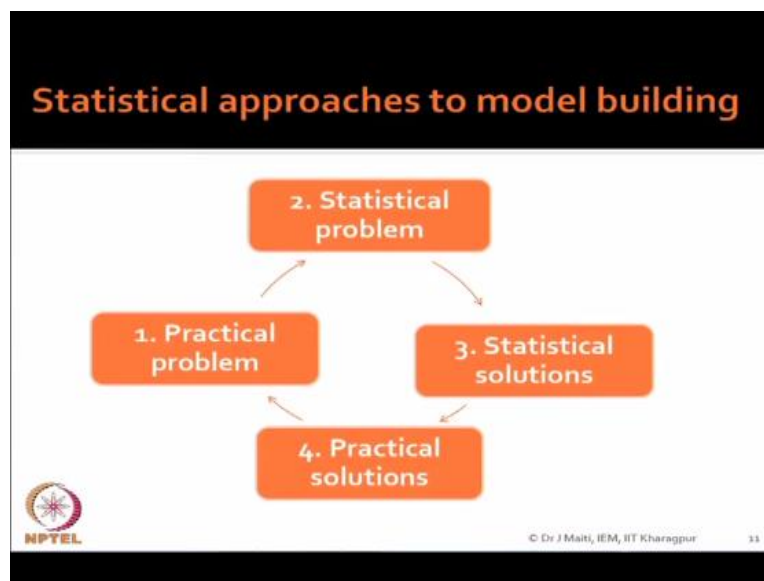 Statistical approaches to model building
2. Statistical
problem
1. Practical
problem
3. Statistical
solutions
4. Practical
solutions
NPTEL
© Dr J Maiti, IEM, IIT Kharagpur
11